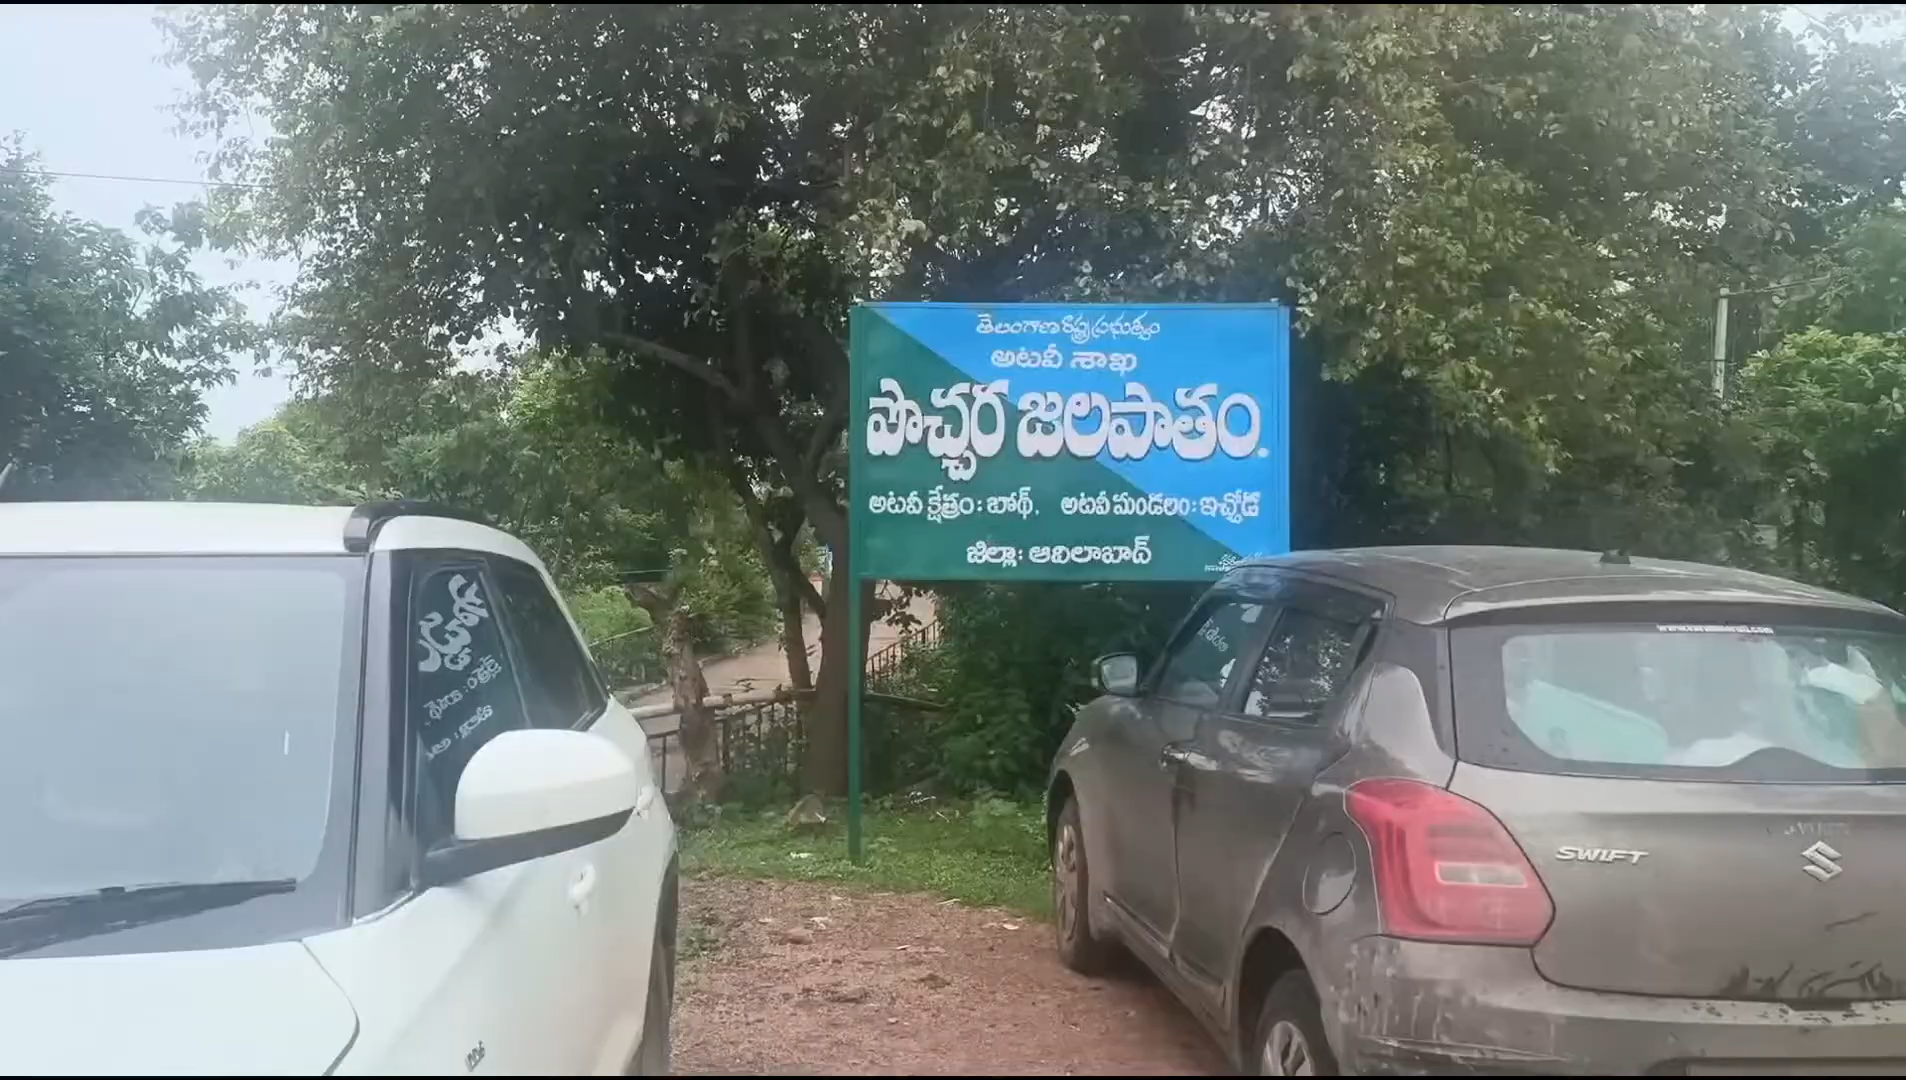 తెలంగాణ రాష్ట్ర ప్రభుత్వం
అటవీ శాఖ
పొచ్చర జలపాతం.
అటవీ క్షేత్రం: బోథ్. అటవీ మండలం: ఇచ్చోడ
జిల్లా: ఆదిలాబాద్
SWIFT